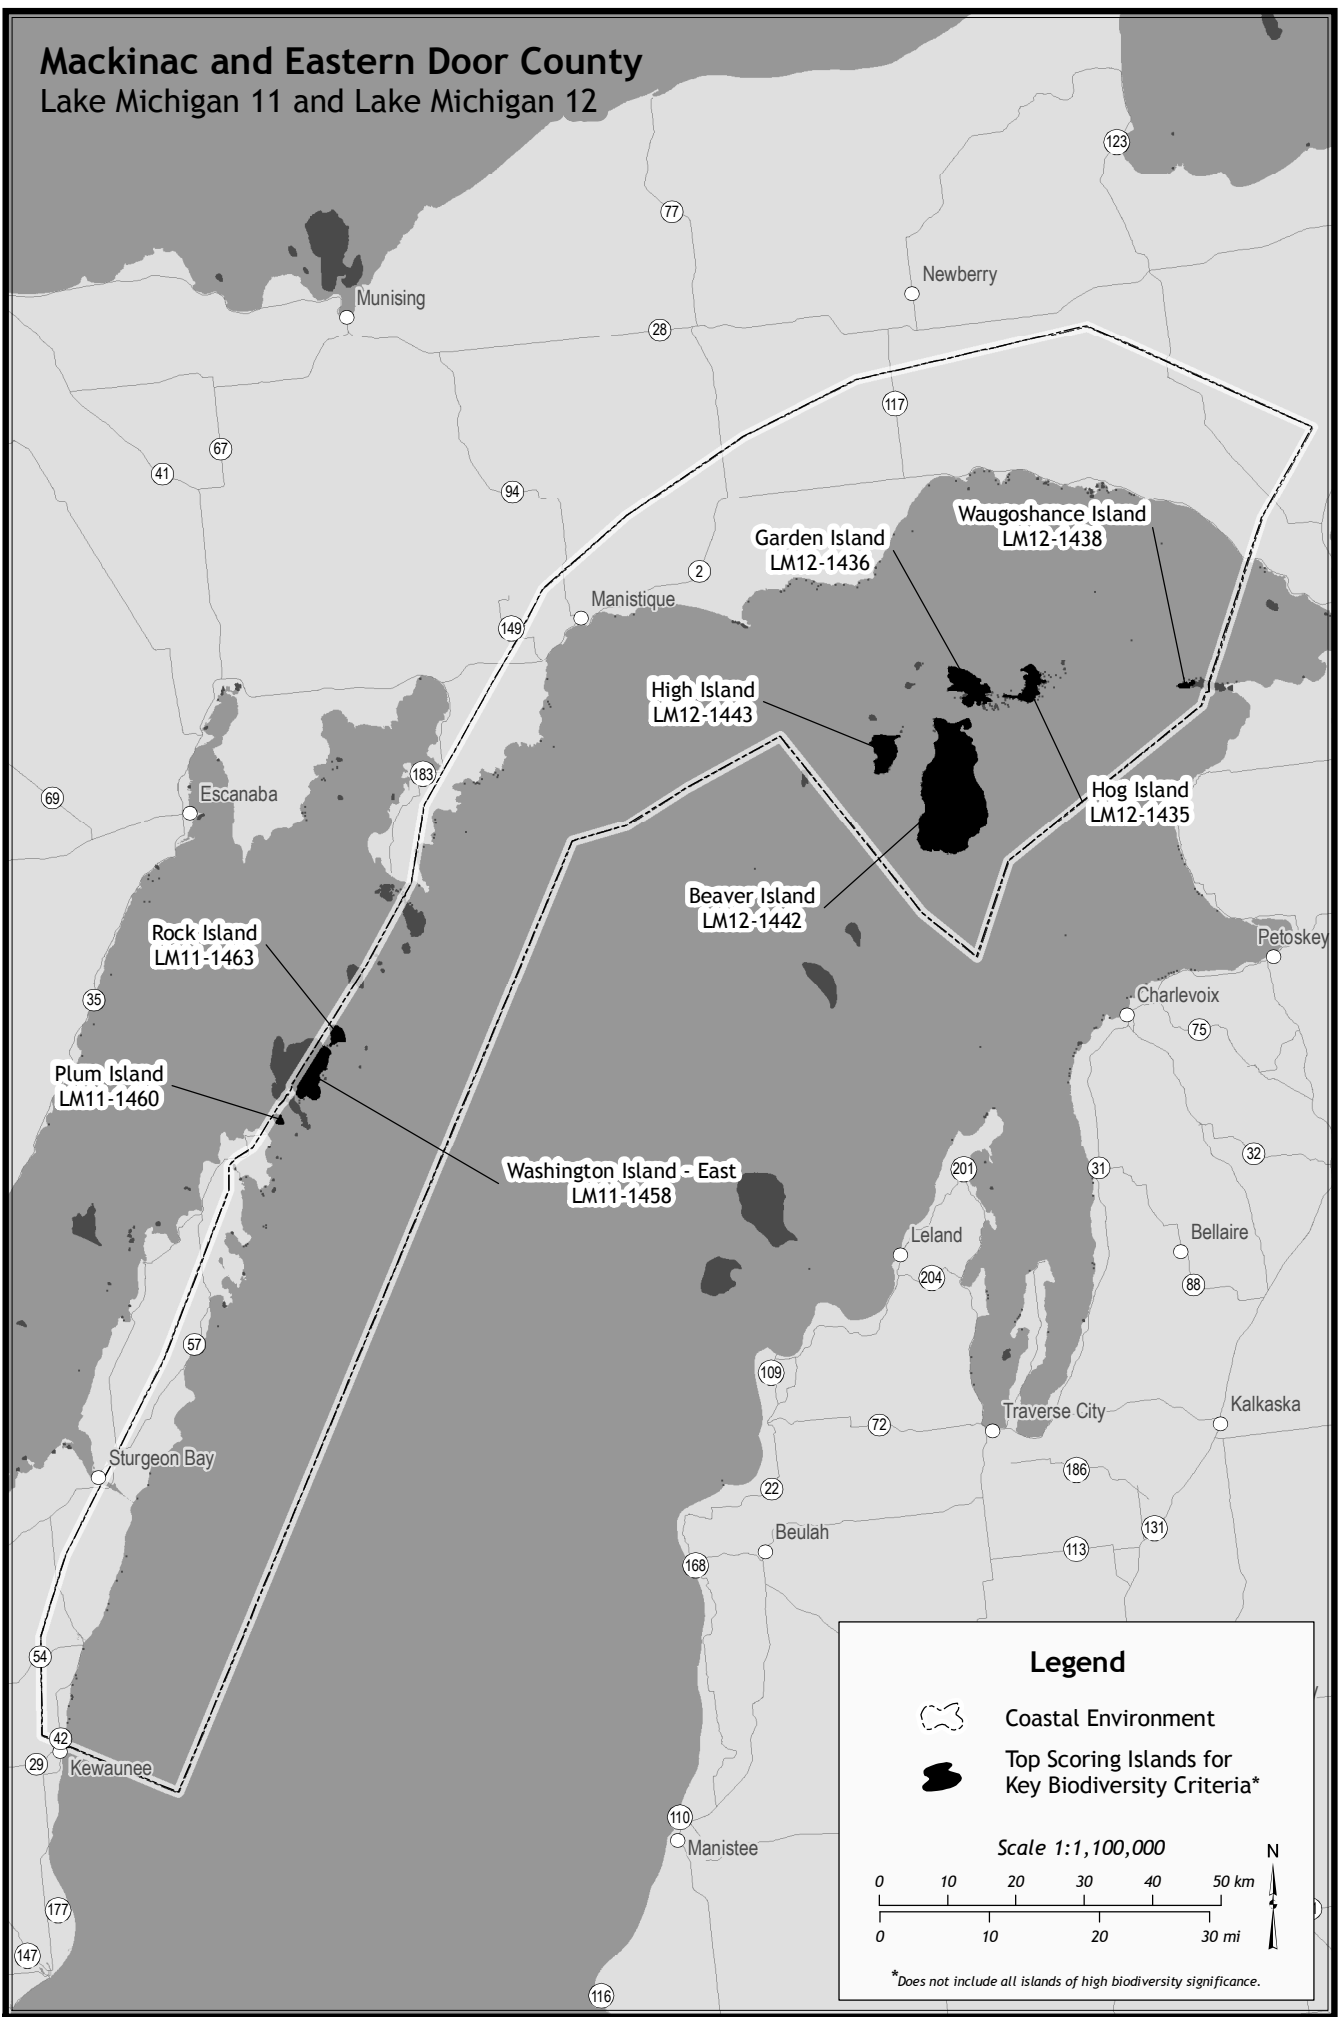 Mackinac and Eastern Door County
Lake Michigan 11 and Lake Michigan 12
123
77
Newberry
Munising
28
117
67
41
94
Waugoshance Island
LM12-1438
Garden Island
LM12-1436
2
Manistique
149
High Island
LM12-1443
183
Escanaba
69
Hog Island
LM12-1435
Beaver Island
LM12-1442
Rock Island
LM11-1463
Petoskey
35
Charlevoix
75
Plum Island
LM11-1460
32
201
31
Washington Island - East
LM11-1458
Leland
Bellaire
204
88
57
109
Kalkaska
Traverse City
72
Sturgeon Bay
186
22
131
Beulah
113
168
54
42
29
Kewaunee
110
Manistee
177
147
116
Legend
Coastal Environment
Top Scoring Islands for
Key Biodiversity Criteria*
Scale 1:1,100,000
N
0 10 20 30 40 50 km
0 10 20 30 mi
*Does not include all islands of high biodiversity significance.